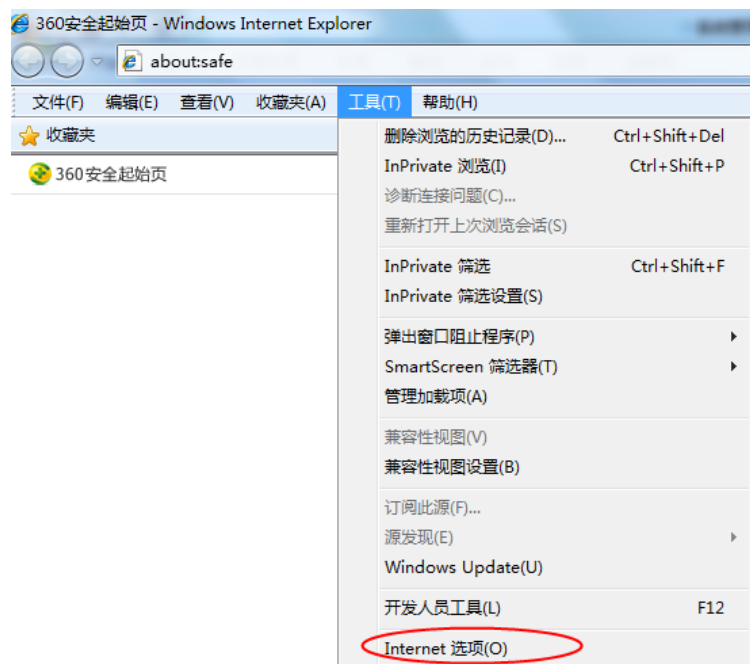 360安全起始页 - Windows Internet Explorer
about:safe
文件(F) 编辑(E) 查看(V) 收藏夹(A) 工具(T) 帮助(H)
收藏夹
360安全起始页
删除浏览的历史记录(D)... Ctrl+Shift+Del
InPrivate 浏览(I) Ctrl+Shift+P
诊断连接问题(C)...
重新打开上次浏览会话(S)
InPrivate 筛选 Ctrl+Shift+F
InPrivate 筛选设置(S)
弹出窗口阻止程序(P)
SmartScreen 筛选器(T)
管理加载项(A)
兼容性视图(V)
兼容性视图设置(B)
订阅此源(F)...
源发现(E)
Windows Update(U)
开发人员工具(L) F12
Internet 选项(O)